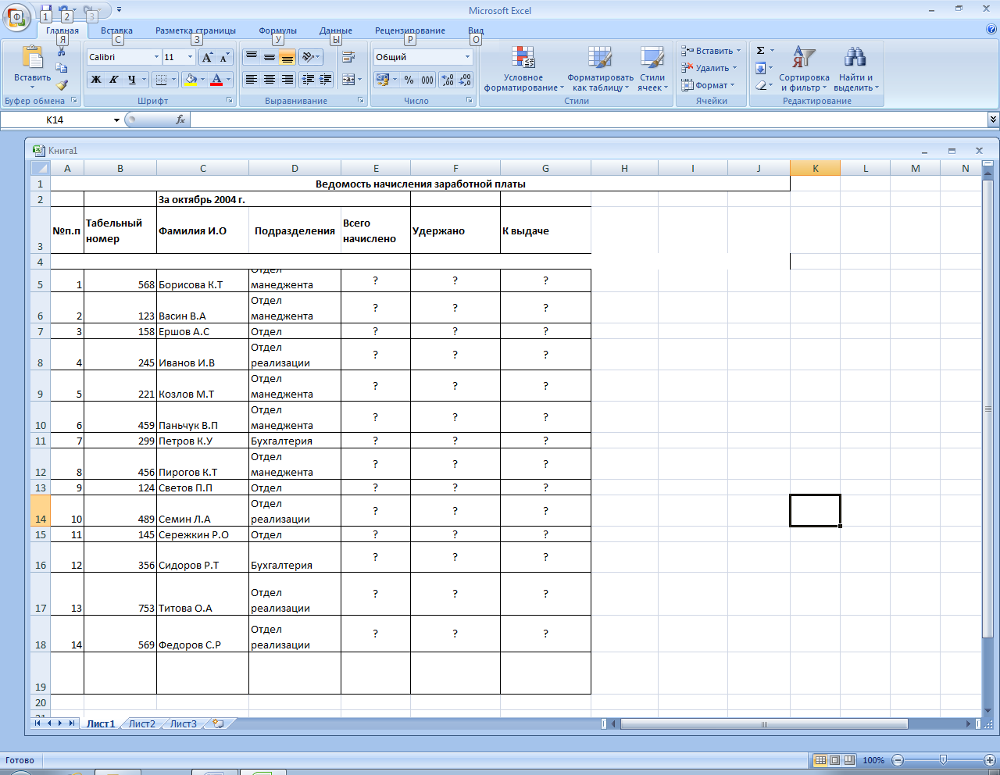 Microsoft Excel
Ф 1 2 3
Главная Вставка Разметка страницы Формулы Данные Рецензирование Вид
Я С З У Ы Р О
Вставить
Буфер обмена
Calibri 11
Ж К Ч А
Шрифт
Выравнивание
Общий
% 000
Число
Условное форматирование
Форматировать как таблицу
Стили ячеек
Стили
Вставить
Удалить
Формат
Ячейки
Σ
Сортировка и фильтр
Найти и выделить
Редактирование
K14 fx
Книга1
A B C D E F G H I J K L M N
1 Ведомость начисления заработной платы
2 За октябрь 2004 г.
3 №п.п Табельный номер Фамилия И.О Подразделения Всего начислено Удержано К выдаче
4
5 1 568 Борисова К.Т Отдел манеджента ? ? ?
6 2 123 Васин В.А Отдел манеджента ? ? ?
7 3 158 Ершов А.С Отдел ? ? ?
8 4 245 Иванов И.В Отдел реализации ? ? ?
9 5 221 Козлов М.Т Отдел манеджента ? ? ?
10 6 459 Паньчук В.П Отдел манеджента ? ? ?
11 7 299 Петров К.У Бухгалтерия ? ? ?
12 8 456 Пирогов К.Т Отдел манеджента ? ? ?
13 9 124 Светов П.П Отдел ? ? ?
14 10 489 Семин Л.А Отдел реализации ? ? ?
15 11 145 Сережкин Р.О Отдел ? ? ?
16 12 356 Сидоров Р.Т Бухгалтерия ? ? ?
17 13 753 Титова О.А Отдел реализации ? ? ?
18 14 569 Федоров С.Р Отдел реализации ? ? ?
19
20
21
Лист1 Лист2 Лист3
Готово 100%